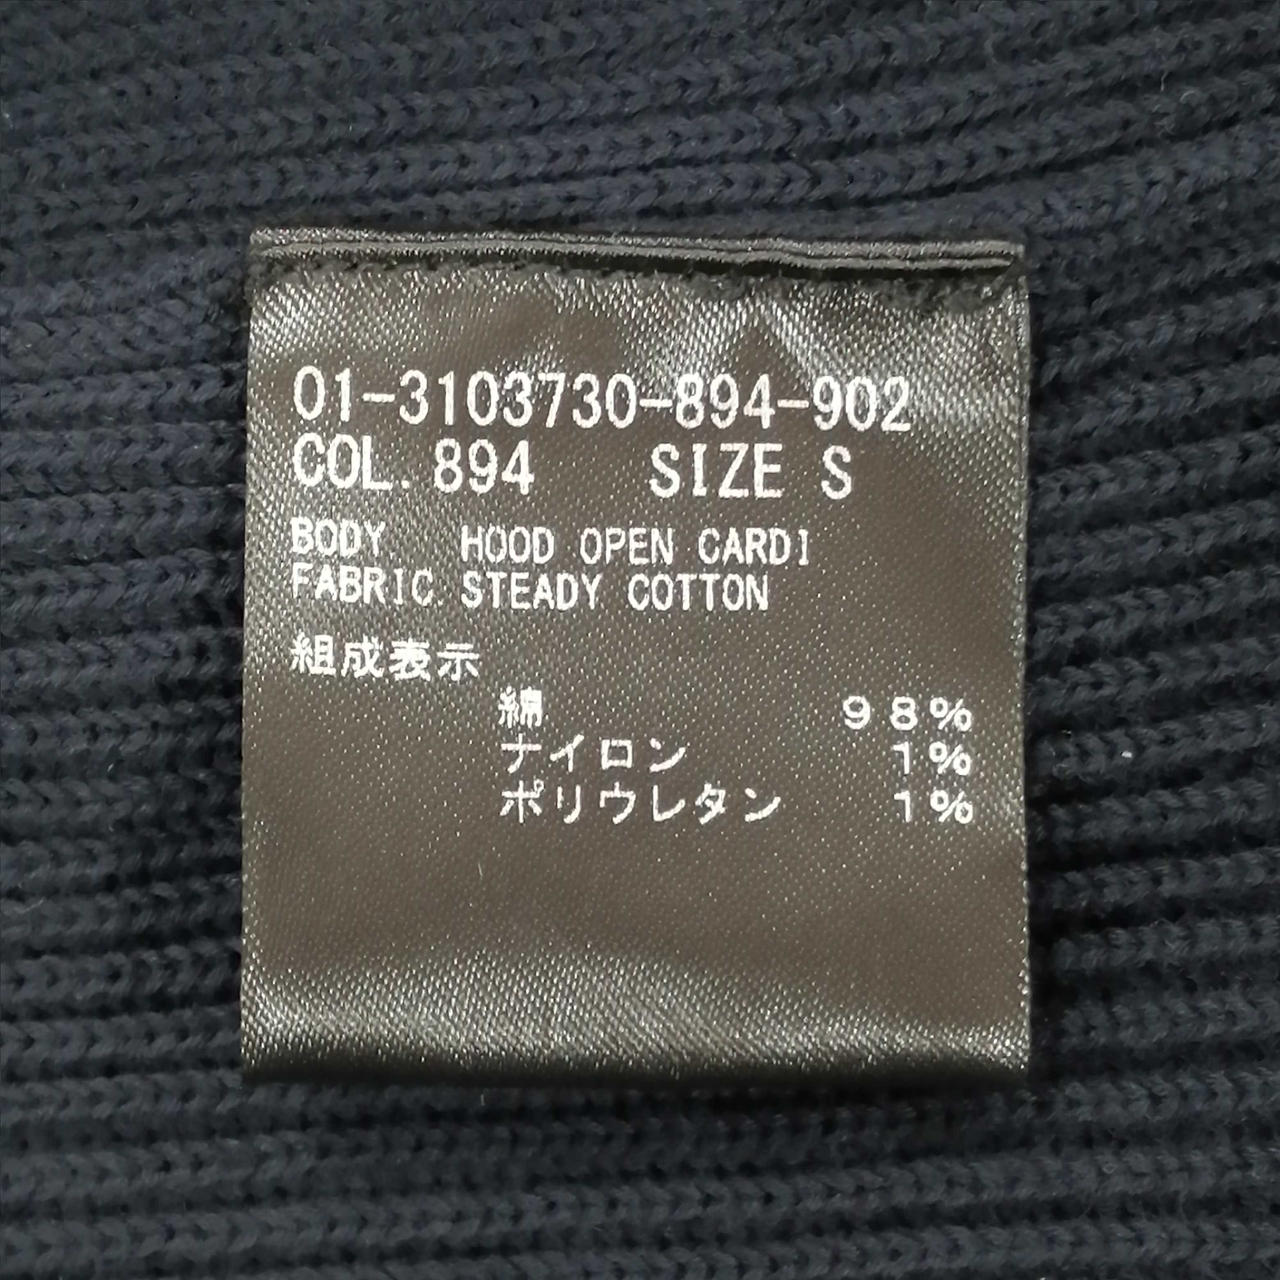 01-3103730-894-902
COL. 894 SIZE S
BODY. HOOD OPEN CARDI
FABRIC. STEADY COTTON
組成表示
綿 98%
ナイロン 1%
ポリウレタン 1%